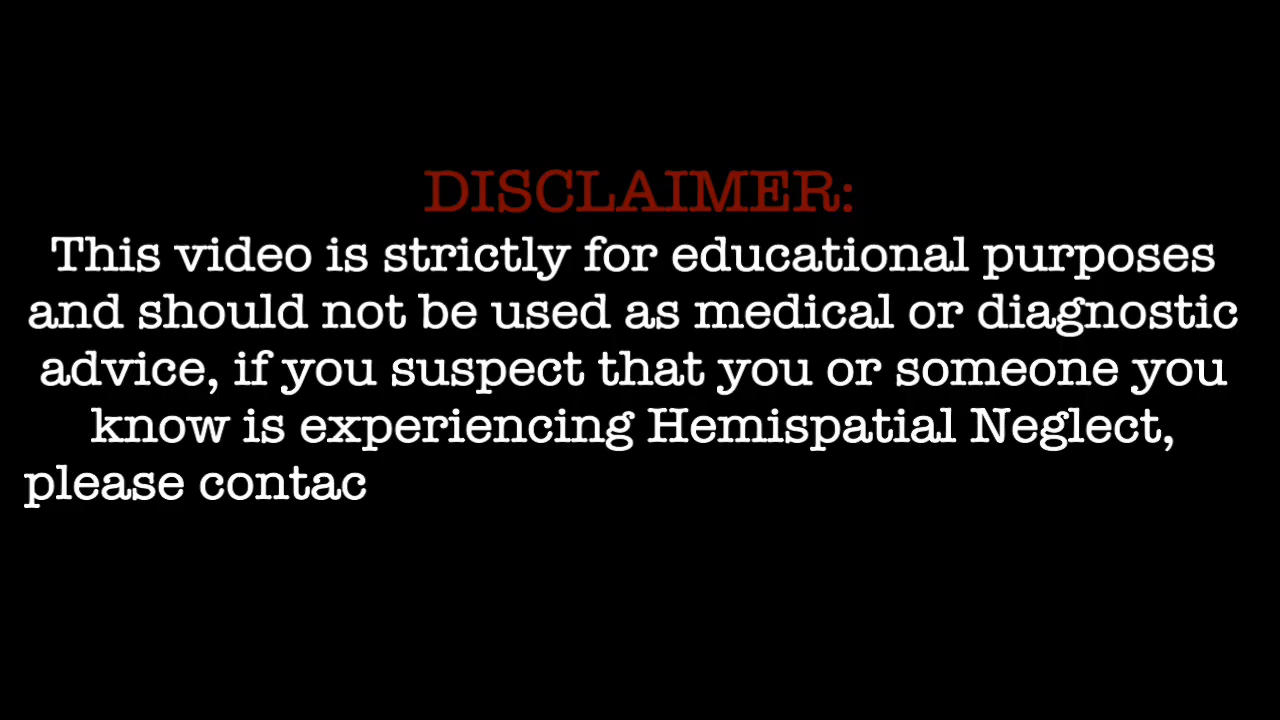 DISCLAIMER:
This video is strictly for educational purposes
and should not be used as medical or diagnostic
advice, if you suspect that you or someone you
know is experiencing Hemispatial Neglect,
please contac